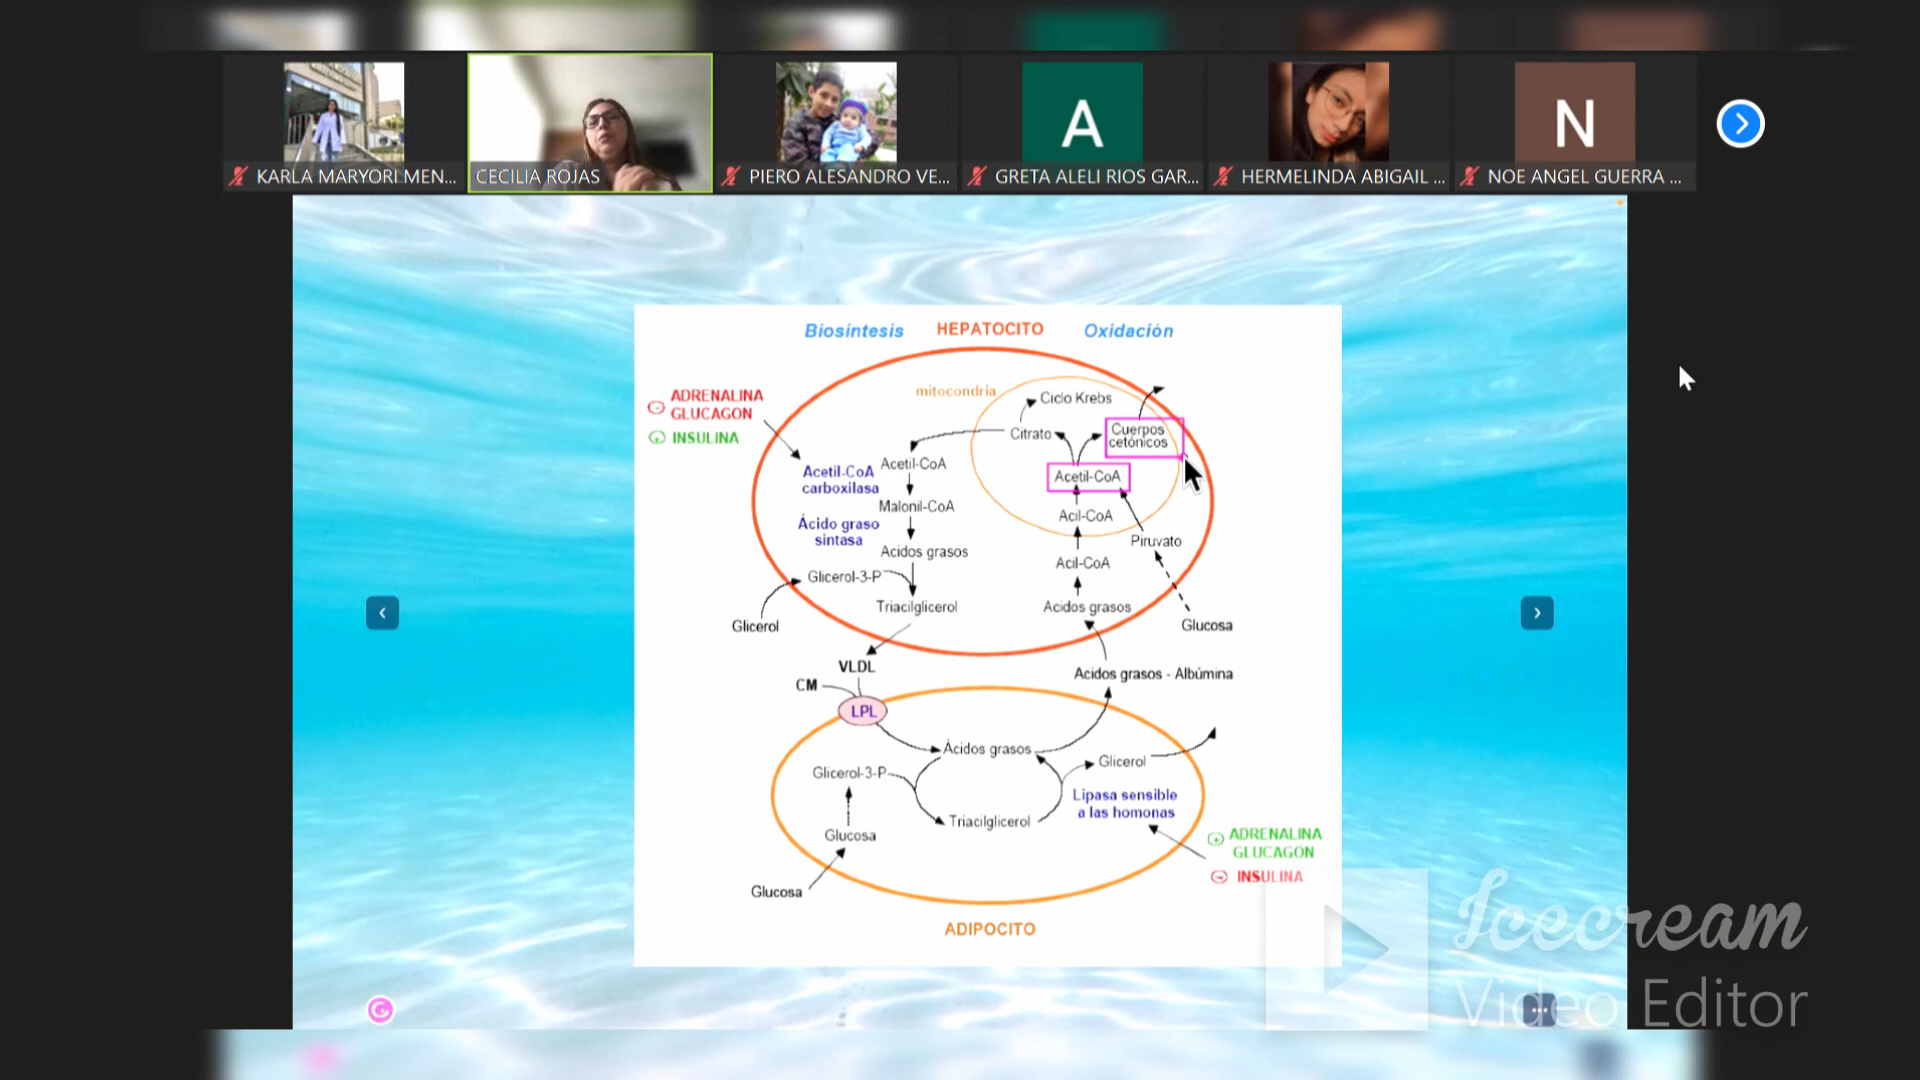 KARLA MARYORI MEN...
CECILIA ROJAS
PIERO ALESANDRO VE...
A
GRETA ALELI RIOS GAR...
HERMELINDA ABIGAIL ...
N
NOE ANGEL GUERRA ...
Biosíntesis HEPATOCITO Oxidación
mitocondria
ADRENALINA
GLUCAGON
INSULINA
Ciclo Krebs
Citrato
Cuerpos
cetónicos
Acetil-CoA
carboxilasa
Acetil-CoA
Acetil-CoA
Malonil-CoA
Ácido graso
sintasa
Acil-CoA
Piruvato
Acidos grasos
Acil-CoA
Glicerol-3-P
Triacilglicerol
Acidos grasos
Glicerol
Glucosa
VLDL
CM
Acidos grasos - Albúmina
LPL
Ácidos grasos
Glicerol
Glicerol-3-P
Lipasa sensible
a las homonas
Triacilglicerol
Glucosa
ADRENALINA
GLUCAGON
INSULINA
Glucosa
ADIPOCITO
Icecream
Video Editor